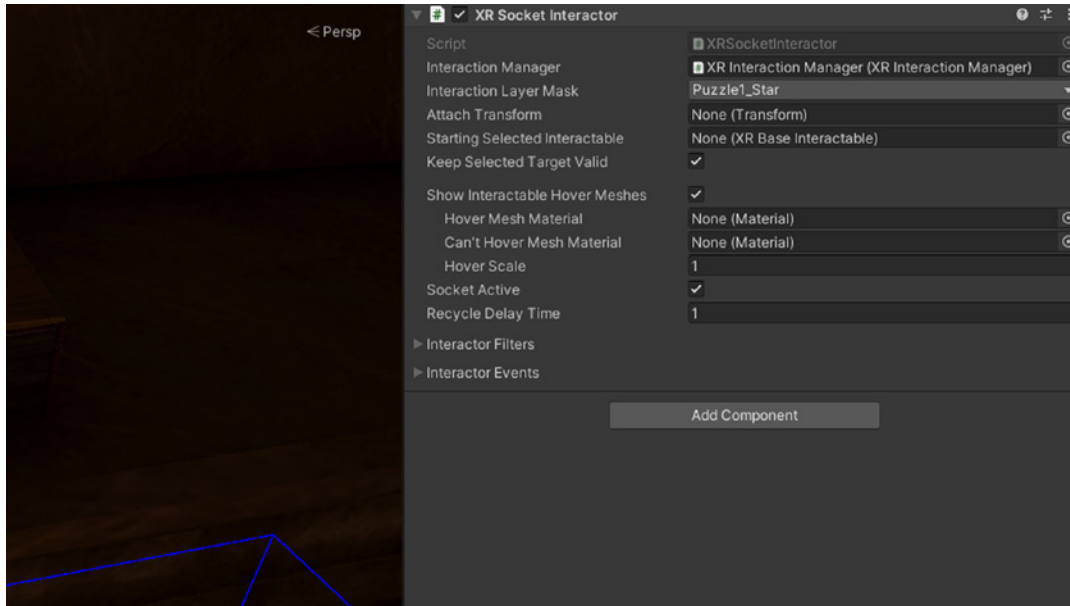 XR Socket Interactor
< Persp
Script XRSocketInteractor
Interaction Manager XR Interaction Manager (XR Interaction Manager)
Interaction Layer Mask Puzzle1_Star
Attach Transform None (Transform)
Starting Selected Interactable None (XR Base Interactable)
Keep Selected Target Valid
Show Interactable Hover Meshes
Hover Mesh Material None (Material)
Can't Hover Mesh Material None (Material)
Hover Scale 1
Socket Active
Recycle Delay Time 1
Interactor Filters
Interactor Events
Add Component